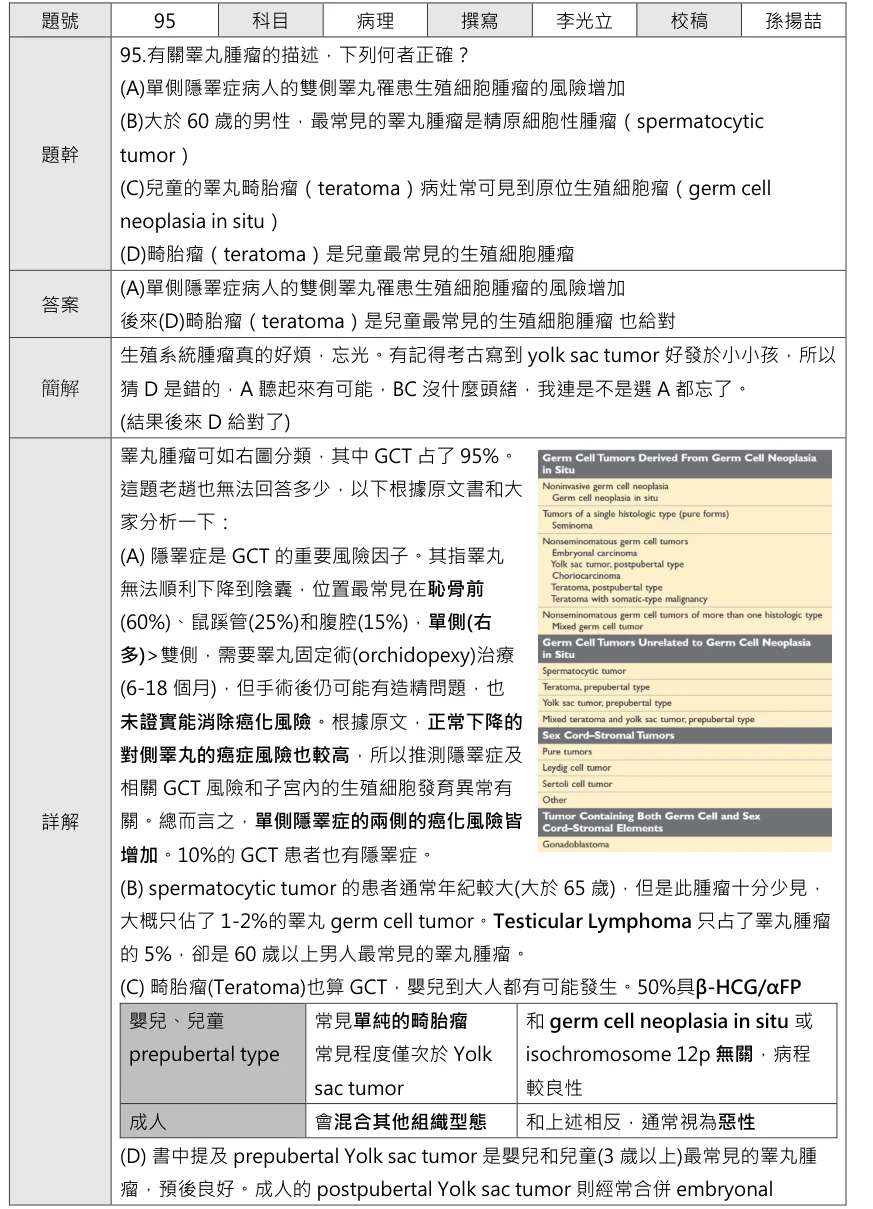 題號 95 科目 病理 撰寫 李光立 校稿 孫揚喆
題幹
95.有關睪丸腫瘤的描述，下列何者正確？
(A)單側隱睪症病人的雙側睪丸罹患生殖細胞腫瘤的風險增加
(B)大於 60 歲的男性，最常見的睪丸腫瘤是精原細胞性腫瘤（spermatocytic
tumor）
(C)兒童的睪丸畸胎瘤（teratoma）病灶常可見到原位生殖細胞瘤（germ cell
neoplasia in situ）
(D)畸胎瘤（teratoma）是兒童最常見的生殖細胞腫瘤
答案
(A)單側隱睪症病人的雙側睪丸罹患生殖細胞腫瘤的風險增加
後來(D)畸胎瘤（teratoma）是兒童最常見的生殖細胞腫瘤 也給對
簡解
生殖系統腫瘤真的好煩，忘光。有記得考古寫到 yolk sac tumor 好發於小小孩，所以
猜 D 是錯的，A 聽起來有可能，BC 沒什麼頭緒，我連是不是選 A 都忘了。
(結果後來 D 給對了)
詳解
睪丸腫瘤可如右圖分類，其中 GCT 占了 95%。
這題老趙也無法回答多少，以下根據原文書和大
家分析一下：
(A) 隱睪症是 GCT 的重要風險因子。其指睪丸
無法順利下降到陰囊，位置最常見在恥骨前
(60%)、鼠蹊管(25%)和腹腔(15%)，單側(右
多)>雙側，需要睪丸固定術(orchidopexy)治療
(6-18 個月)，但手術後仍可能有造精問題，也
未證實能消除癌化風險。根據原文，正常下降的
對側睪丸的癌症風險也較高，所以推測隱睪症及
相關 GCT 風險和子宮內的生殖細胞發育異常有
關。總而言之，單側隱睪症的兩側的癌化風險皆
增加。10%的 GCT 患者也有隱睪症。
Germ Cell Tumors Derived From Germ Cell Neoplasia
in Situ
Noninvasive germ cell neoplasia
Germ cell neoplasia in situ
Tumors of a single histologic type (pure forms)
Seminoma
Nonseminomatous germ cell tumors
Embryonal carcinoma
Yolk sac tumor, postpubertal type
Choriocarcinoma
Teratoma, postpubertal type
Teratoma with somatic-type malignancy
Nonseminomatous germ cell tumors of more than one histologic type
Mixed germ cell tumor
Germ Cell Tumors Unrelated to Germ Cell Neoplasia
in Situ
Spermatocytic tumor
Teratoma, prepubertal type
Yolk sac tumor, prepubertal type
Mixed teratoma and yolk sac tumor, prepubertal type
Sex Cord–Stromal Tumors
Pure tumors
Leydig cell tumor
Sertoli cell tumor
Other
Tumor Containing Both Germ Cell and Sex
Cord–Stromal Elements
Gonadoblastoma
(B) spermatocytic tumor 的患者通常年紀較大(大於 65 歲)，但是此腫瘤十分少見，
大概只佔了 1-2%的睪丸 germ cell tumor。Testicular Lymphoma 只占了睪丸腫瘤
的 5%，卻是 60 歲以上男人最常見的睪丸腫瘤。
(C) 畸胎瘤(Teratoma)也算 GCT，嬰兒到大人都有可能發生。50%具β-HCG/αFP
嬰兒、兒童 常見單純的畸胎瘤 和 germ cell neoplasia in situ 或
prepubertal type 常見程度僅次於 Yolk isochromosome 12p 無關，病程
sac tumor 較良性
成人 會混合其他組織型態 和上述相反，通常視為惡性
(D) 書中提及 prepubertal Yolk sac tumor 是嬰兒和兒童(3 歲以上)最常見的睪丸腫
瘤，預後良好。成人的 postpubertal Yolk sac tumor 則經常合併 embryonal